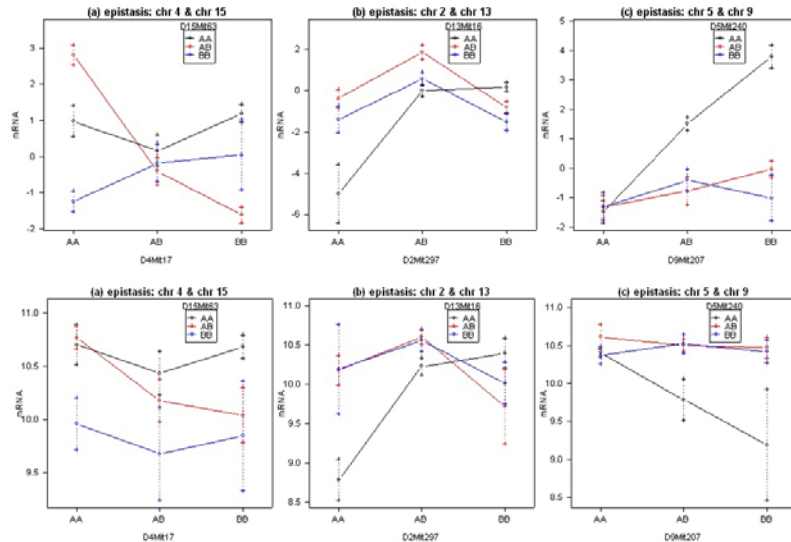 (a) epistasis: chr 4 & chr 15
D15Mit63
AA
AB
BB
mRNA
3
2
1
0
-1
-2
AA
AB
BB
D4Mit17
(b) epistasis: chr 2 & chr 13
D13Mit16
AA
AB
BB
mRNA
2
0
-2
-4
-6
AA
AB
BB
D2Mit297
(c) epistasis: chr 5 & chr 9
D5Mit240
AA
AB
BB
mRNA
4
3
2
1
0
-1
-2
AA
AB
BB
D9Mit207
(a) epistasis: chr 4 & chr 15
D15Mit63
AA
AB
BB
mRNA
11.0
10.5
10.0
9.5
AA
AB
BB
D4Mit17
(b) epistasis: chr 2 & chr 13
D13Mit16
AA
AB
BB
mRNA
11.0
10.5
10.0
9.5
9.0
8.5
AA
AB
BB
D2Mit297
(c) epistasis: chr 5 & chr 9
D5Mit240
AA
AB
BB
mRNA
11.0
10.5
10.0
9.5
9.0
8.5
AA
AB
BB
D9Mit207